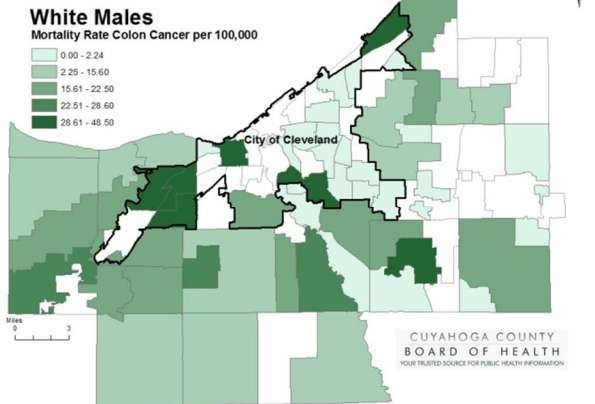 White Males
Mortality Rate Colon Cancer per 100,000
0.00 - 2.24
2.25 - 15.60
15.61 - 22.50
22.51 - 28.60
28.61 - 48.50
City of Cleveland
Miles
0 3
CUYAHOGA COUNTY
BOARD OF HEALTH
YOUR TRUSTED SOURCE FOR PUBLIC HEALTH INFORMATION